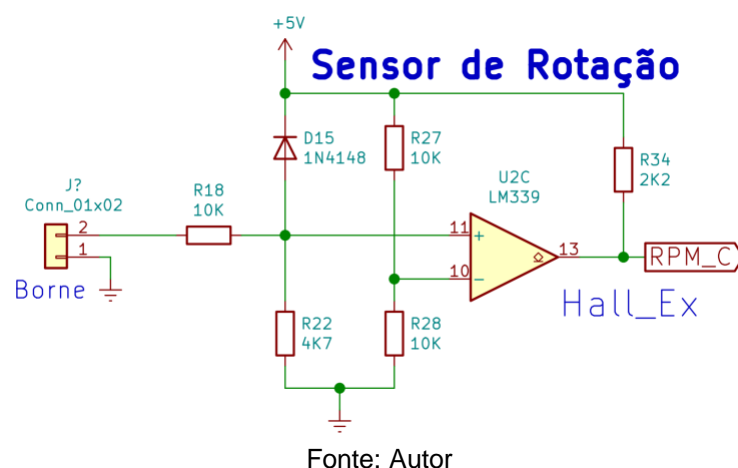 +5V
Sensor de Rotação
D15
1N4148
R27
10K
R34
2K2
J?
Conn_01x02
R18
10K
U2C
LM339
2
1
11
+
10
-
13
RPM_C
Borne
Hall_Ex
R22
4K7
R28
10K
Fonte: Autor